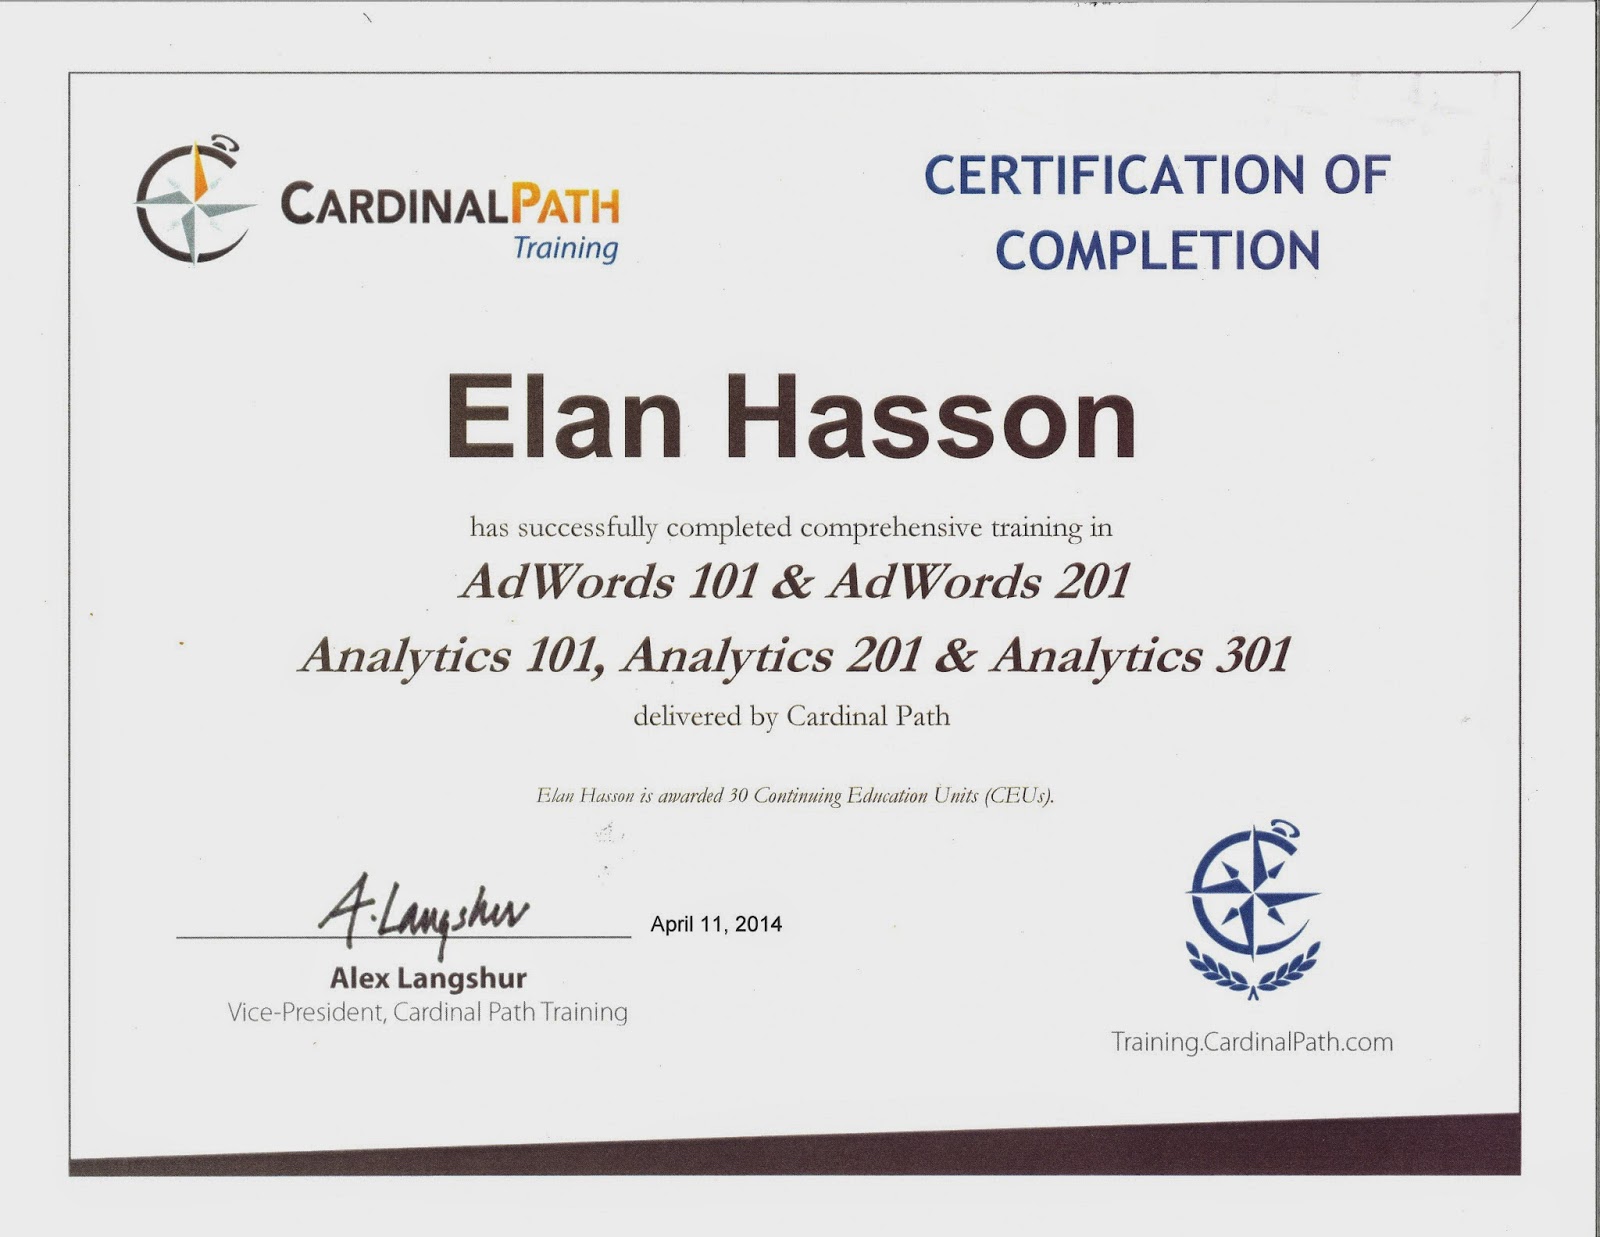 CARDINALPATH
Training
CERTIFICATION OF
COMPLETION
Elan Hasson
has successfully completed comprehensive training in
AdWords 101 & AdWords 201
Analytics 101, Analytics 201 & Analytics 301
delivered by Cardinal Path
Elan Hasson is awarded 30 Continuing Education Units (CEUs).
A. Langshur
April 11, 2014
Alex Langshur
Vice-President, Cardinal Path Training
Training.CardinalPath.com